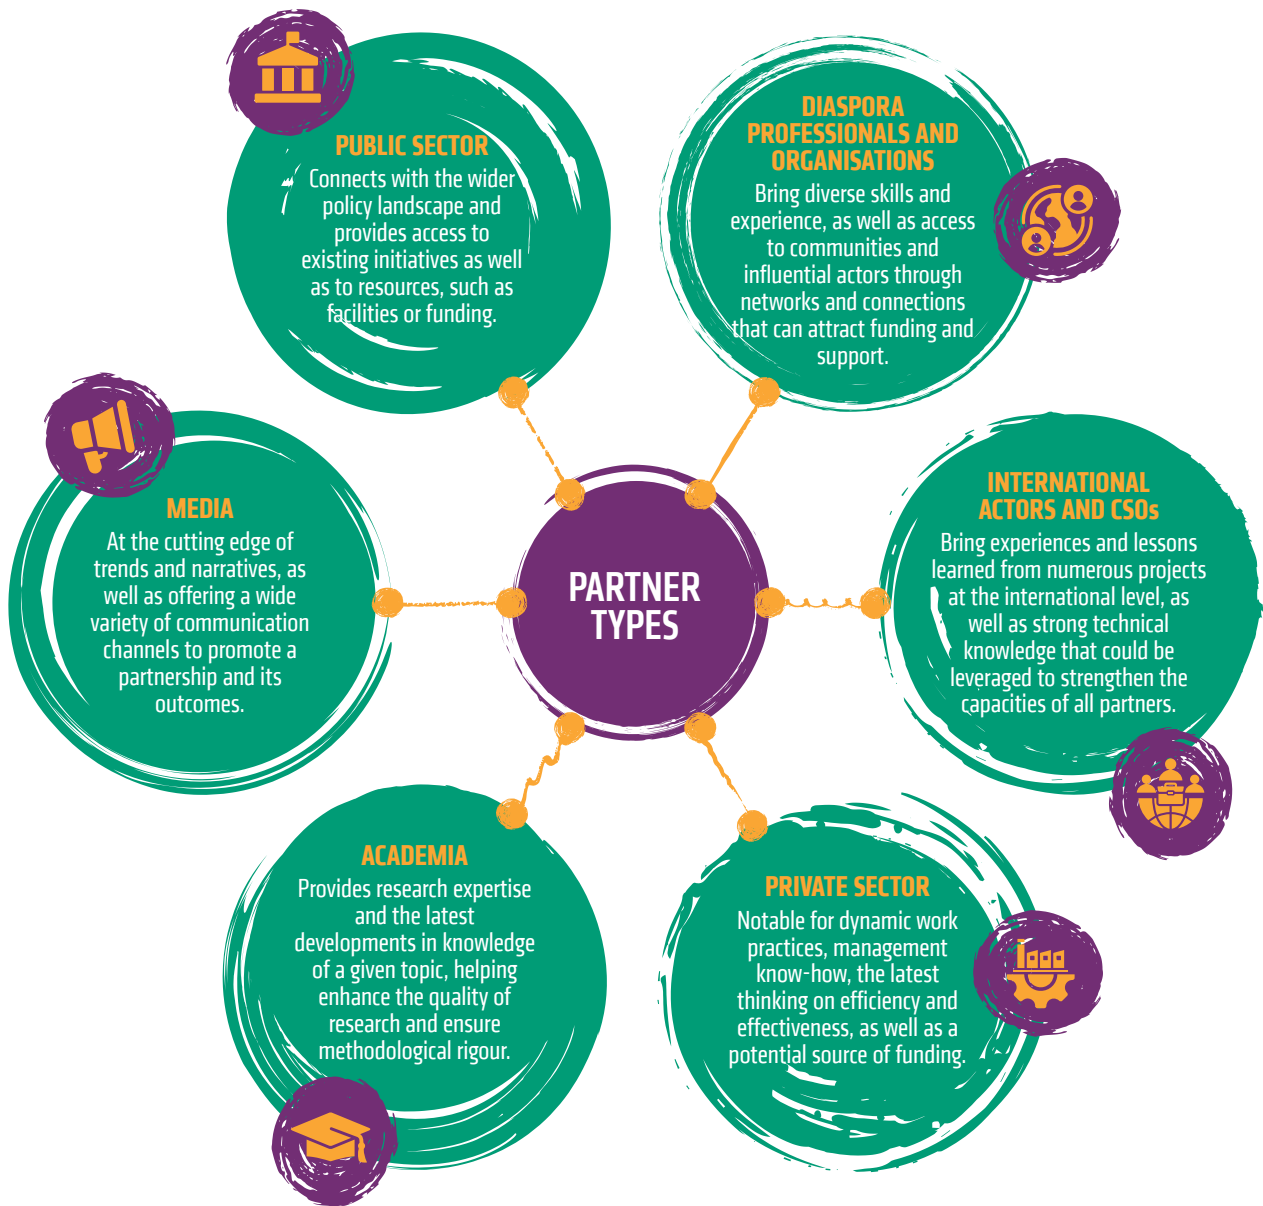 PUBLIC SECTOR
Connects with the wider
policy landscape and
provides access to
existing initiatives as well
as to resources, such as
facilities or funding.
DIASPORA
PROFESSIONALS AND
ORGANISATIONS
Bring diverse skills and
experience, as well as access
to communities and
influential actors through
networks and connections
that can attract funding and
support.
MEDIA
At the cutting edge of
trends and narratives, as
well as offering a wide
variety of communication
channels to promote a
partnership and its
outcomes.
PARTNER
TYPES
INTERNATIONAL
ACTORS AND CSOs
Bring experiences and lessons
learned from numerous projects
at the international level, as
well as strong technical
knowledge that could be
leveraged to strengthen the
capacities of all partners.
ACADEMIA
Provides research expertise
and the latest
developments in knowledge
of a given topic, helping
enhance the quality of
research and ensure
methodological rigour.
PRIVATE SECTOR
Notable for dynamic work
practices, management
know-how, the latest
thinking on efficiency and
effectiveness, as well as a
potential source of funding.